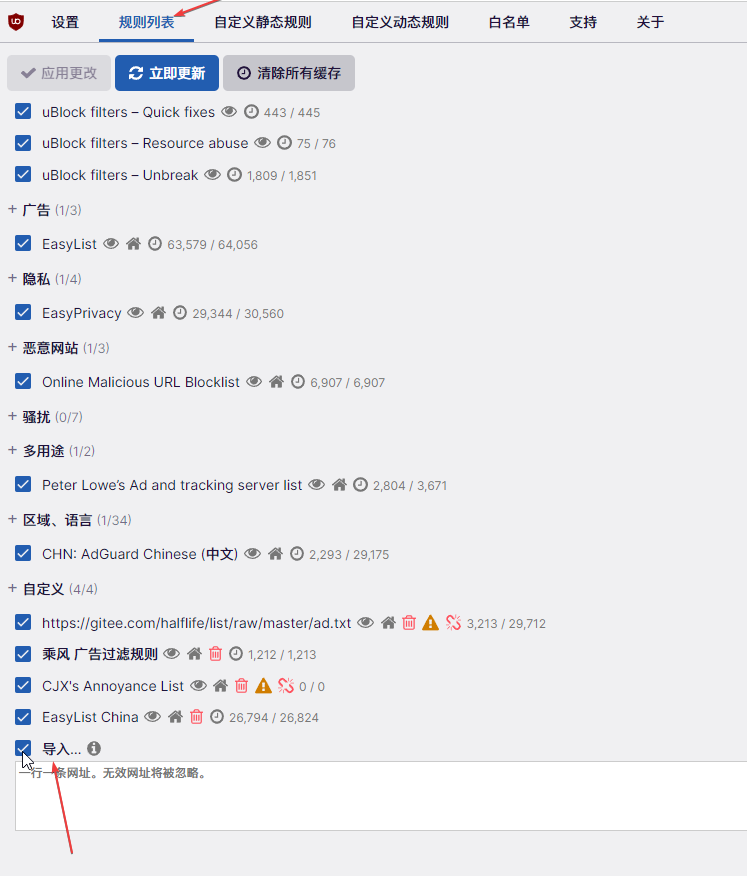 设置 规则列表 自定义静态规则 自定义动态规则 白名单 支持 关于
应用更改 立即更新 清除所有缓存
uBlock filters – Quick fixes 443 / 445
uBlock filters – Resource abuse 75 / 76
uBlock filters – Unbreak 1,809 / 1,851
+ 广告 (1/3)
EasyList 63,579 / 64,056
+ 隐私 (1/4)
EasyPrivacy 29,344 / 30,560
+ 恶意网站 (1/3)
Online Malicious URL Blocklist 6,907 / 6,907
+ 骚扰 (0/7)
+ 多用途 (1/2)
Peter Lowe’s Ad and tracking server list 2,804 / 3,671
+ 区域、语言 (1/34)
CHN: AdGuard Chinese (中文) 2,293 / 29,175
+ 自定义 (4/4)
https://gitee.com/halflife/list/raw/master/ad.txt 3,213 / 29,712
乘风 广告过滤规则 1,212 / 1,213
CJX's Annoyance List 0 / 0
EasyList China 26,794 / 26,824
导入...
一行一条网址。无效网址将被忽略。